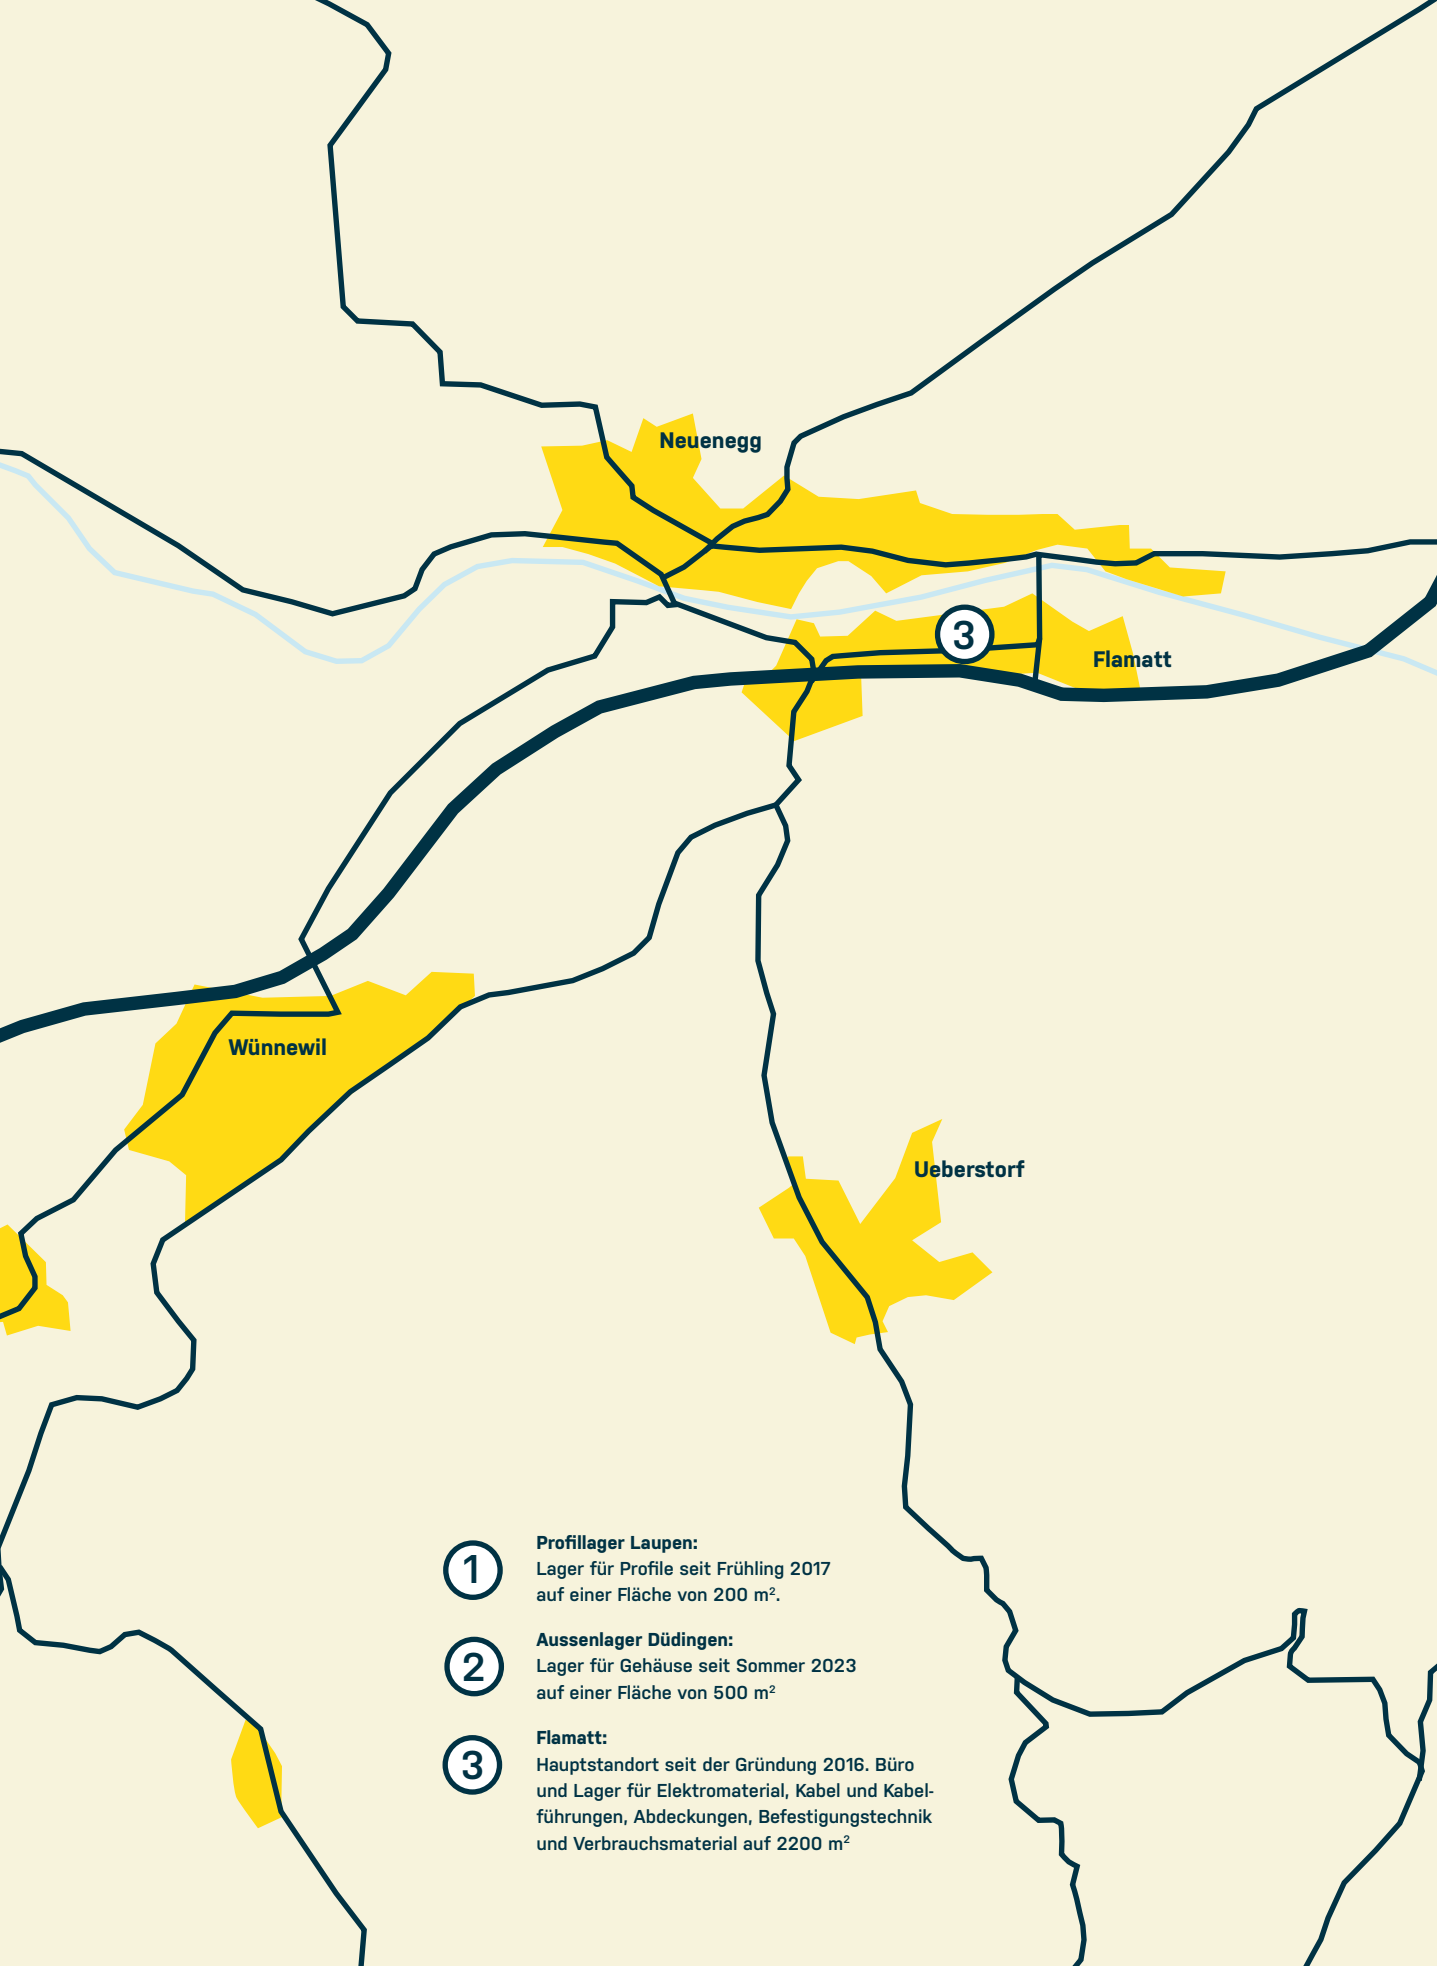 Neuenegg
3
Flamatt
Wünnewil
Ueberstorf
1
Profillager Laupen:
Lager für Profile seit Frühling 2017
auf einer Fläche von 200 m².
2
Aussenlager Düdingen:
Lager für Gehäuse seit Sommer 2023
auf einer Fläche von 500 m²
3
Flamatt:
Hauptstandort seit der Gründung 2016. Büro
und Lager für Elektromaterial, Kabel und Kabel-
führungen, Abdeckungen, Befestigungstechnik
und Verbrauchsmaterial auf 2200 m²